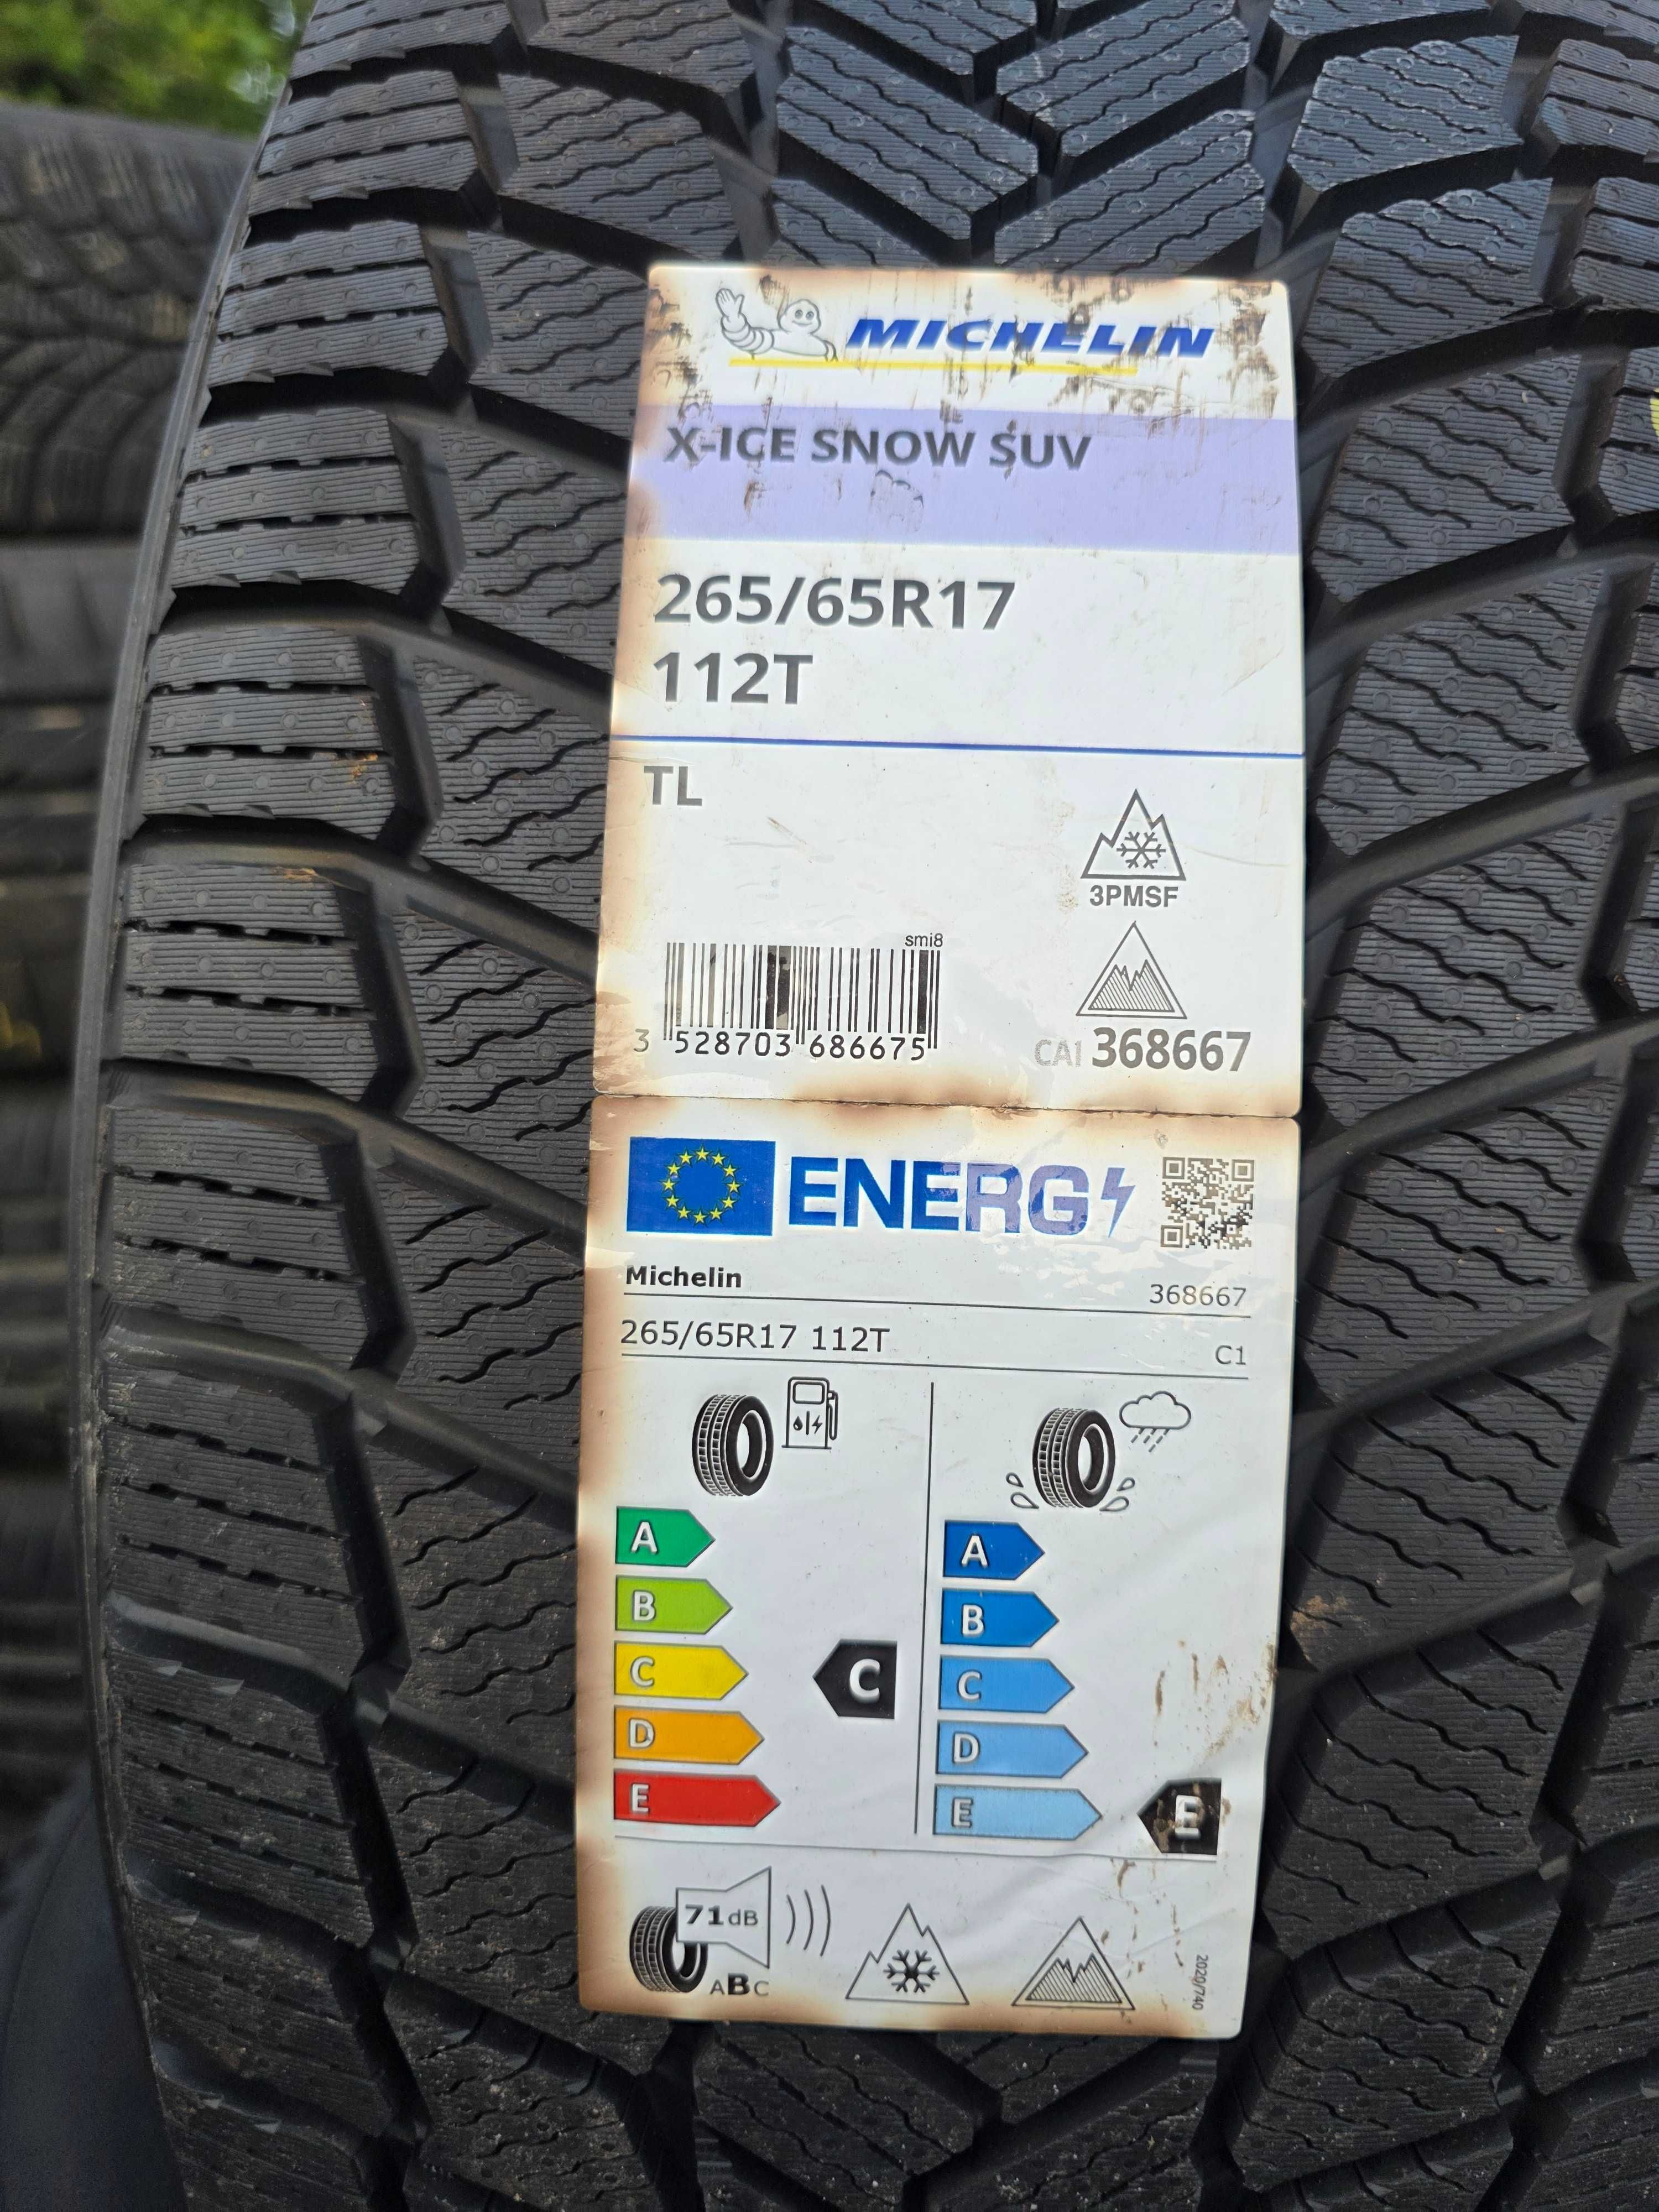 MICHELIN
X-ICE SNOW SUV
265/65R17
112T
TL
3PMSF
smi8
3 528703 686675
CAI 368667
ENERG
Michelin 368667
265/65R17 112T C1
A A
B B
C C C
D D
E E E
71dB
ABC
2020/740